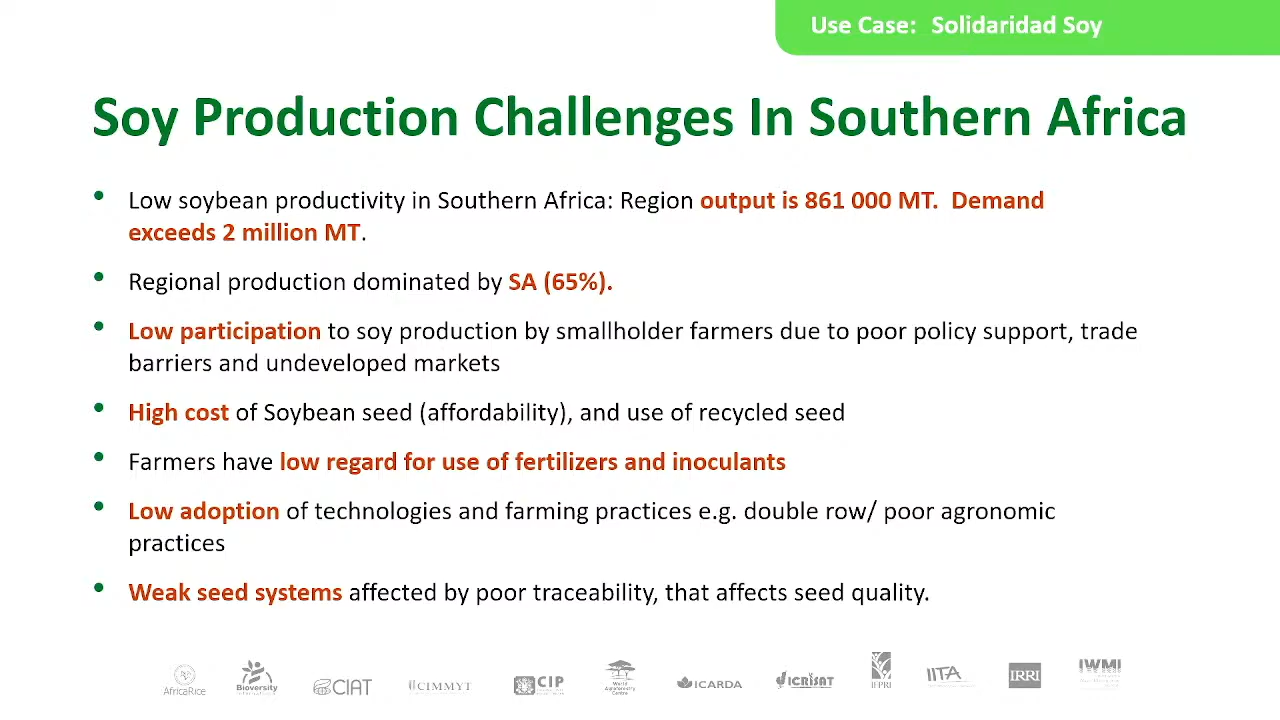 Use Case: Solidaridad Soy
Soy Production Challenges In Southern Africa
• Low soybean productivity in Southern Africa: Region output is 861 000 MT. Demand
exceeds 2 million MT.
• Regional production dominated by SA (65%).
• Low participation to soy production by smallholder farmers due to poor policy support, trade
barriers and undeveloped markets
• High cost of Soybean seed (affordability), and use of recycled seed
• Farmers have low regard for use of fertilizers and inoculants
• Low adoption of technologies and farming practices e.g. double row/ poor agronomic
practices
• Weak seed systems affected by poor traceability, that affects seed quality.
AfricaRice
Bioversity
CIAT
CIMMYT
CIP
World
Agroforestry
Centre
ICARDA
ICRISAT
IFPRI
IITA
IRRI
IWMI